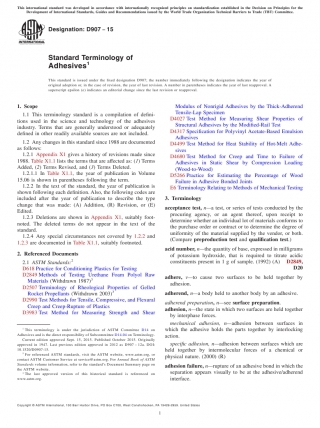 This international standard was developed in accordance with internationally recognized principles on standardization established in the Decision on Principles for the
Development of International Standards, Guides and Recommendations issued by the World Trade Organization Technical Barriers to Trade (TBT) Committee.
Designation: D907 − 15
INTERNATIONAL
Standard Terminology of
Adhesives¹
This standard is issued under the fixed designation D907; the number immediately following the designation indicates the year of
original adoption or, in the case of revision, the year of last revision. A number in parentheses indicates the year of last reapproval. A
superscript epsilon (ε) indicates an editorial change since the last revision or reapproval.
1. Scope
1.1 This terminology standard is a compilation of defini-
tions used in the science and technology of the adhesives
industry. Terms that are generally understood or adequately
defined in other readily available sources are not included.
1.2 Any changes in this standard since 1988 are documented
as follows:
1.2.1 Appendix X1 gives a history of revisions made since
1988. Table X1.1 lists the terms that are affected as: (J) Terms
Added, (J) Terms Revised, and (J) Terms Deleted.
1.2.1.1 In Table X1.1, the year of publication in Volume
15.06 is shown in parentheses following the term.
1.2.2 In the text of the standard, the year of publication is
shown following each definition. Also, the following codes are
included after the year of publication to describe the type
change that was made: (A) Addition, (R) Revision, or (E)
Edited.
1.2.3 Deletions are shown in Appendix X1, suitably foot-
noted. The deleted terms do not appear in the text of the
standard.
1.2.4 Any special circumstances not covered by 1.2.2 and
1.2.3 are documented in Table X1.1, suitably footnoted.
2. Referenced Documents
2.1 ASTM Standards:²
D618 Practice for Conditioning Plastics for Testing
D2849 Methods of Testing Urethane Foam Polyol Raw
Materials (Withdrawn 1987)³
D2507 Terminology of Rheological Properties of Gelled
Rocket Propellants (Withdrawn 2003)³
D2990 Test Methods for Tensile, Compressive, and Flexural
Creep and Creep-Rupture of Plastics
D3983 Test Method for Measuring Strength and Shear
Modulus of Nonrigid Adhesives by the Thick-Adherend
Tensile-Lap Specimen
D4027 Test Method for Measuring Shear Properties of
Structural Adhesives by the Modified-Rail Test
D4317 Specification for Polyvinyl Acetate-Based Emulsion
Adhesives
D4499 Test Method for Heat Stability of Hot-Melt Adhe-
sives
D4680 Test Method for Creep and Time to Failure of
Adhesives in Static Shear by Compression Loading
(Wood-to-Wood)
D5266 Practice for Estimating the Percentage of Wood
Failure in Adhesive Bonded Joints
E6 Terminology Relating to Methods of Mechanical Testing
3. Terminology
acceptance test, n—a test, or series of tests conducted by the
procuring agency, or an agent thereof, upon receipt to
determine whether an individual lot of materials conforms to
the purchase order or contract or to determine the degree of
uniformity of the material supplied by the vendor, or both.
(Compare preproduction test and qualification test.)
acid number, n—the quantity of base, expressed in milligrams
of potassium hydroxide, that is required to titrate acidic
constituents present in 1 g of sample. (1992) (A) D2849,
D20
adhere, v—to cause two surfaces to be held together by
adhesion.
adherend, n—a body held to another body by an adhesive.
adherend preparation, n—see surface preparation.
adhesion, n—the state in which two surfaces are held together
by interphase forces.
mechanical adhesion, n—adhesion between surfaces in
which the adhesive holds the parts together by interlocking
action.
specific adhesion, n—adhesion between surfaces which are
held together by intermolecular forces of a chemical or
physical nature. (2000) (R)
adhesion failure, n—rupture of an adhesive bond in which the
separation appears visually to be at the adhesive/adherend
interface.
¹ This terminology is under the jurisdiction of ASTM Committee D14 on
Adhesives and is the direct responsibility of Subcommittee D14.04 on Terminology.
Current edition approved Sept. 15, 2015. Published October 2015. Originally
approved in 1947. Last previous edition approved in 2012 as D907 – 12a. DOI:
10.1520/D0907-15.
² For referenced ASTM standards, visit the ASTM website, www.astm.org, or
contact ASTM Customer Service at service@astm.org. For Annual Book of ASTM
Standards volume information, refer to the standard's Document Summary page on
the ASTM website.
³ The last approved version of this historical standard is referenced on
www.astm.org.
Copyright © ASTM International, 100 Barr Harbor Drive, PO Box C700, West Conshohocken, PA 19428-2959. United States
1